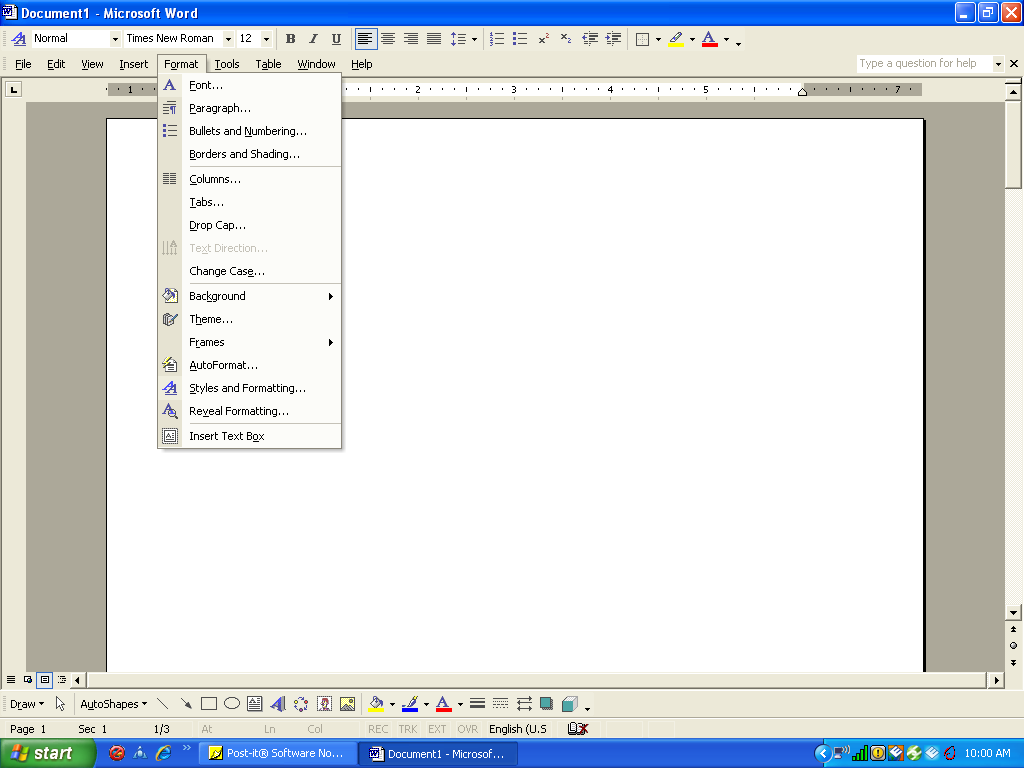 Document1 - Microsoft Word
Normal Times New Roman 12 B I U
File Edit View Insert Format Tools Table Window Help Type a question for help
1 2 3 4 5 7
Font...
Paragraph...
Bullets and Numbering...
Borders and Shading...
Columns...
Tabs...
Drop Cap...
Text Direction...
Change Case...
Background
Theme...
Frames
AutoFormat...
Styles and Formatting...
Reveal Formatting...
Insert Text Box
Draw AutoShapes
Page 1 Sec 1 1/3 At Ln Col REC TRK EXT OVR English (U.S
start Post-it® Software No... Document1 - Microsof... 10:00 AM